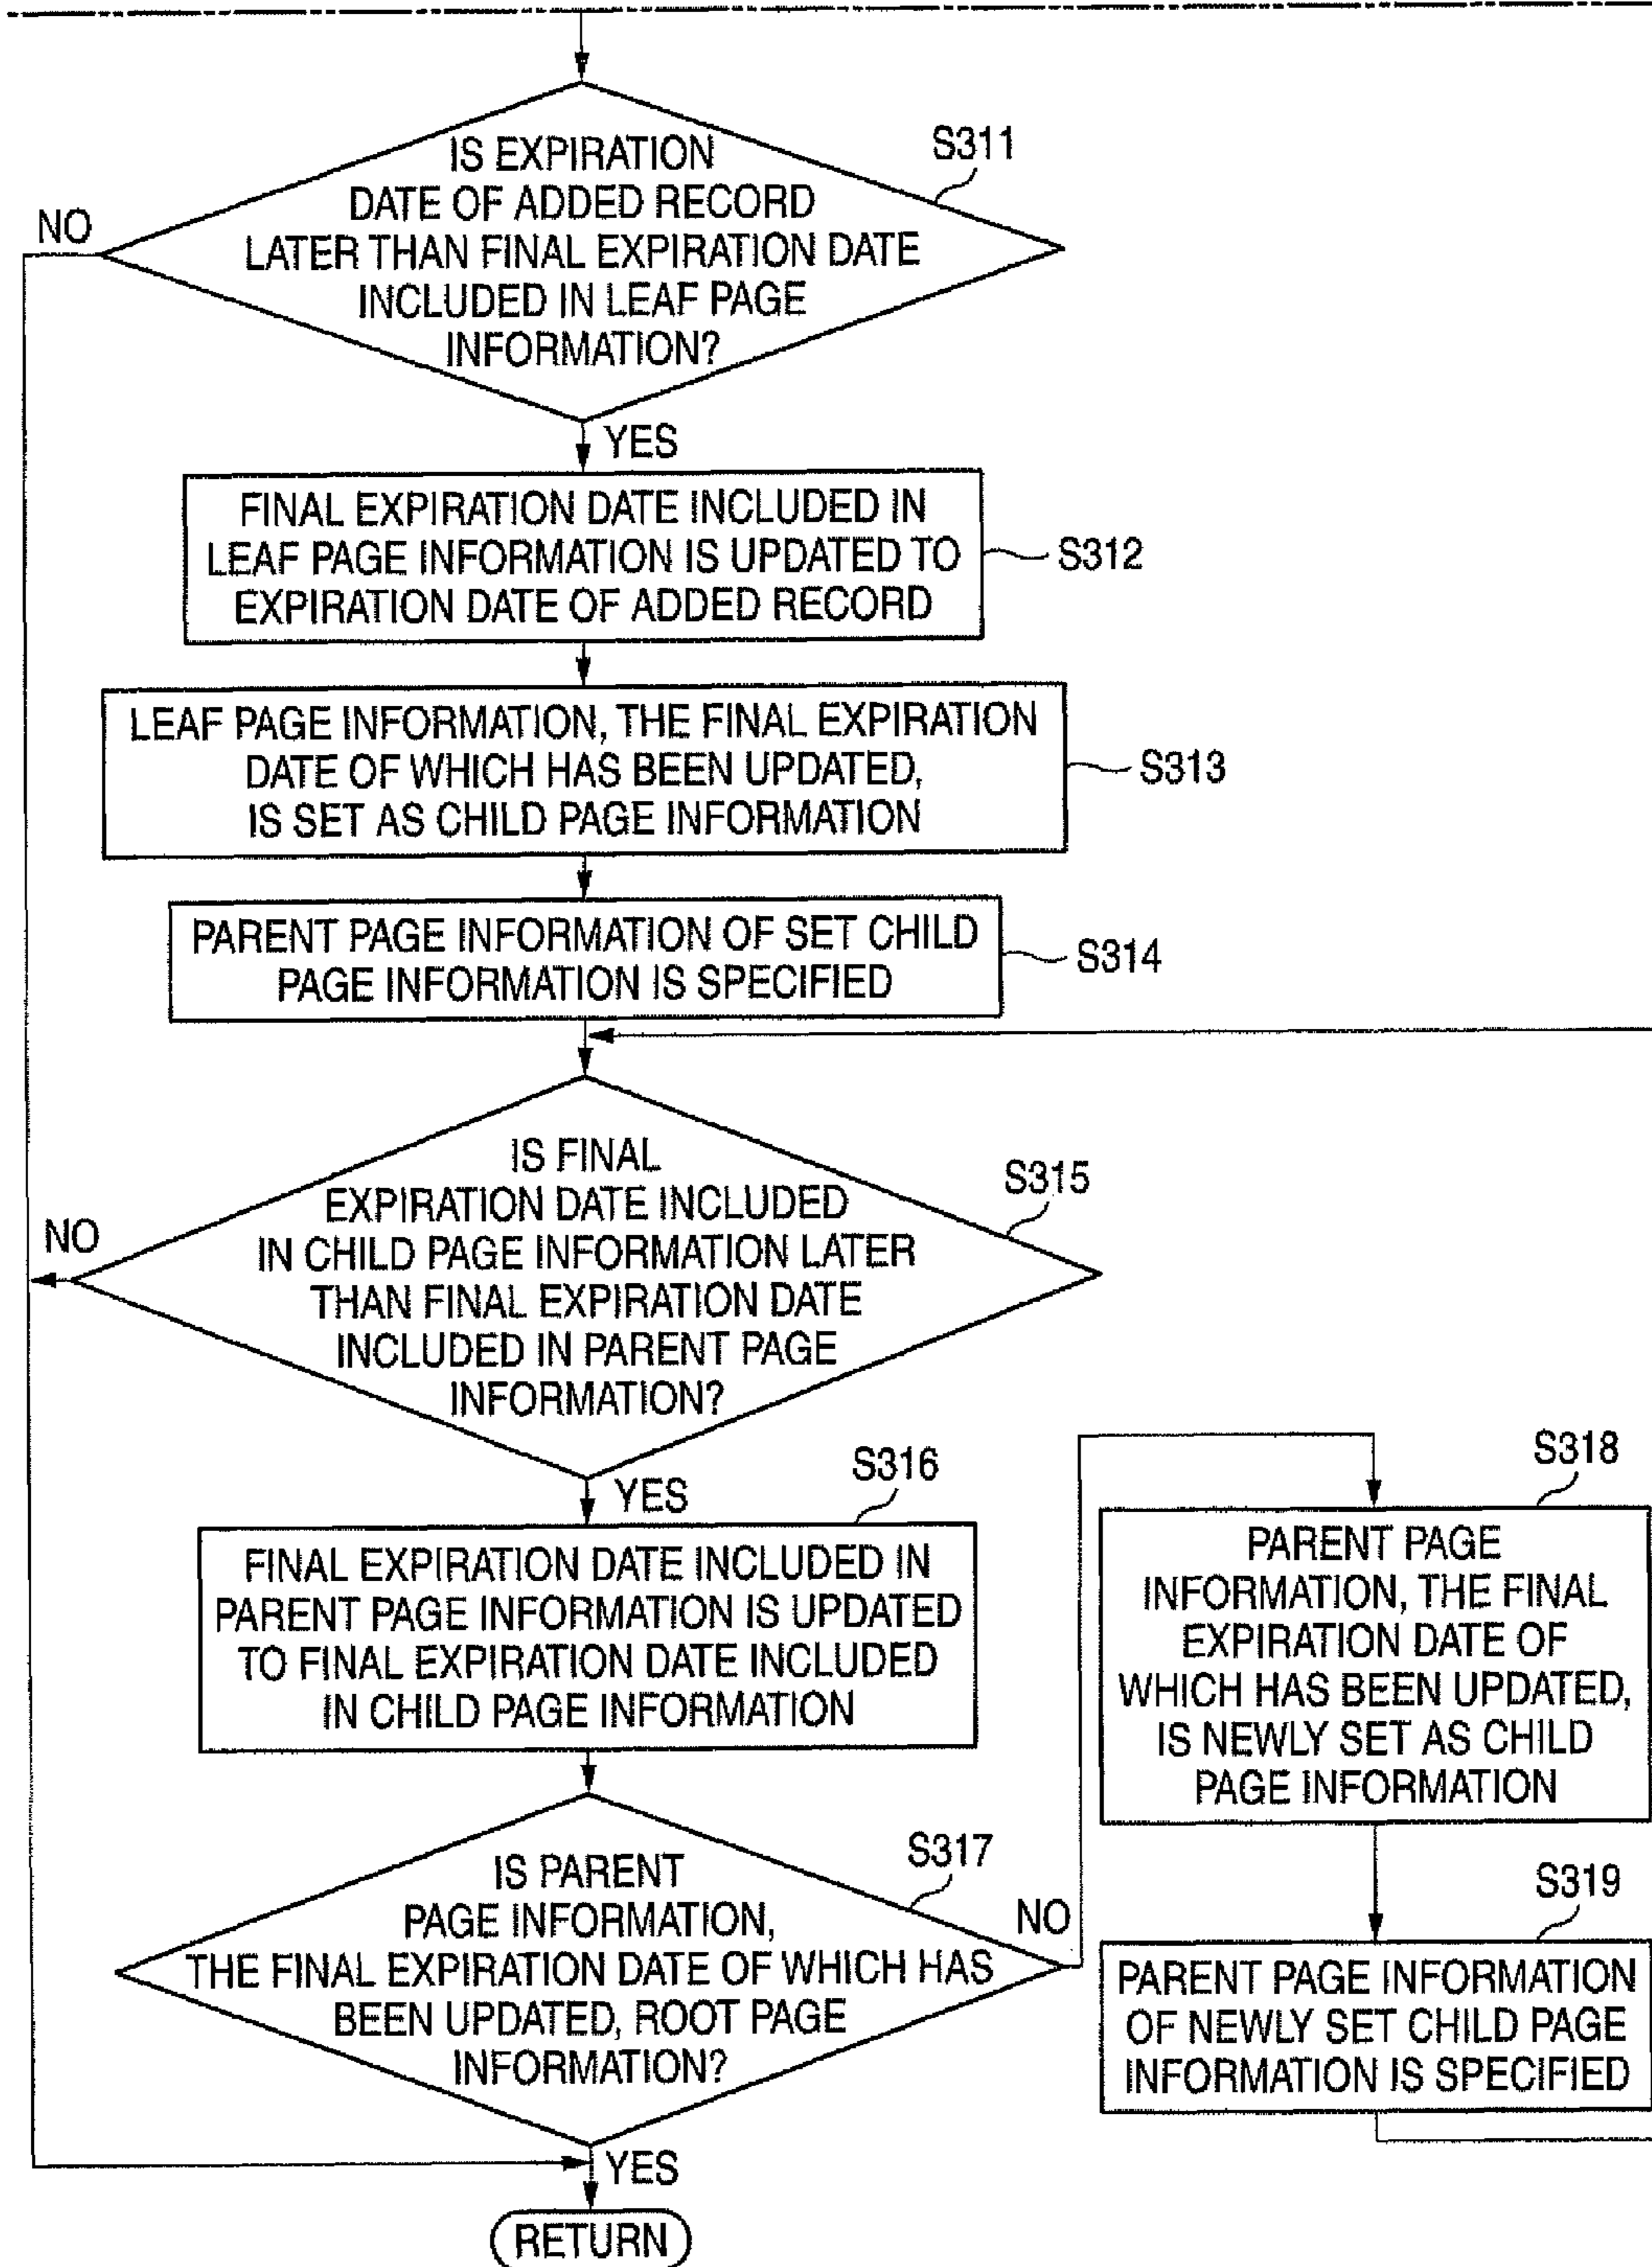 IS EXPIRATION
DATE OF ADDED RECORD
LATER THAN FINAL EXPIRATION DATE
INCLUDED IN LEAF PAGE
INFORMATION?
S311
NO
YES
FINAL EXPIRATION DATE INCLUDED IN
LEAF PAGE INFORMATION IS UPDATED TO
EXPIRATION DATE OF ADDED RECORD
S312
LEAF PAGE INFORMATION, THE FINAL EXPIRATION
DATE OF WHICH HAS BEEN UPDATED,
IS SET AS CHILD PAGE INFORMATION
S313
PARENT PAGE INFORMATION OF SET CHILD
PAGE INFORMATION IS SPECIFIED
S314
IS FINAL
EXPIRATION DATE INCLUDED
IN CHILD PAGE INFORMATION LATER
THAN FINAL EXPIRATION DATE
INCLUDED IN PARENT PAGE
INFORMATION?
S315
NO
YES
S316
FINAL EXPIRATION DATE INCLUDED IN
PARENT PAGE INFORMATION IS UPDATED
TO FINAL EXPIRATION DATE INCLUDED
IN CHILD PAGE INFORMATION
IS PARENT
PAGE INFORMATION,
THE FINAL EXPIRATION DATE OF WHICH HAS
BEEN UPDATED, ROOT PAGE
INFORMATION?
S317
NO
YES
S318
PARENT PAGE
INFORMATION, THE FINAL
EXPIRATION DATE OF
WHICH HAS BEEN UPDATED,
IS NEWLY SET AS CHILD
PAGE INFORMATION
S319
PARENT PAGE INFORMATION
OF NEWLY SET CHILD PAGE
INFORMATION IS SPECIFIED
RETURN